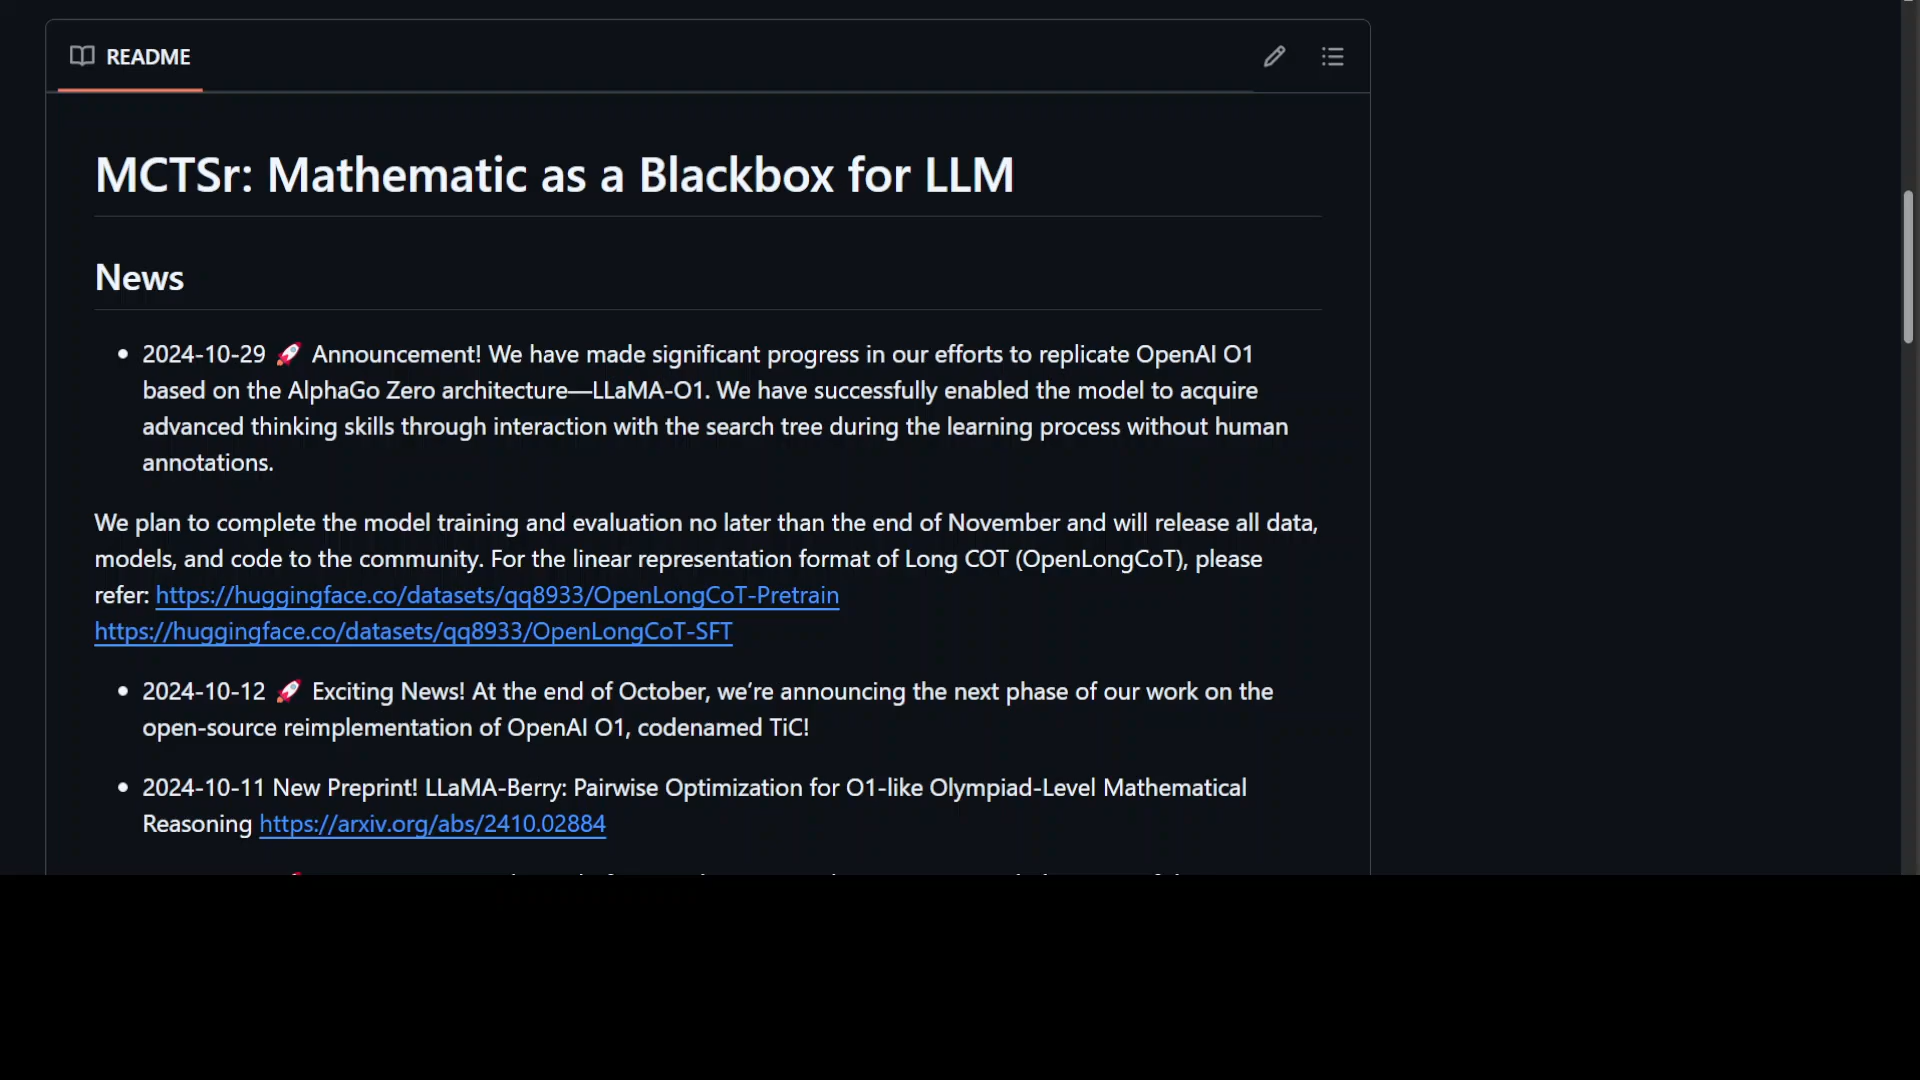 README
MCTSr: Mathematic as a Blackbox for LLM
News
2024-10-29 🚀 Announcement! We have made significant progress in our efforts to replicate OpenAI O1
based on the AlphaGo Zero architecture—LLaMA-O1. We have successfully enabled the model to acquire
advanced thinking skills through interaction with the search tree during the learning process without human
annotations.
We plan to complete the model training and evaluation no later than the end of November and will release all data,
models, and code to the community. For the linear representation format of Long COT (OpenLongCoT), please
refer: https://huggingface.co/datasets/qq8933/OpenLongCoT-Pretrain
https://huggingface.co/datasets/qq8933/OpenLongCoT-SFT
2024-10-12 🚀 Exciting News! At the end of October, we’re announcing the next phase of our work on the
open-source reimplementation of OpenAI O1, codenamed TiC!
2024-10-11 New Preprint! LLaMA-Berry: Pairwise Optimization for O1-like Olympiad-Level Mathematical
Reasoning https://arxiv.org/abs/2410.02884